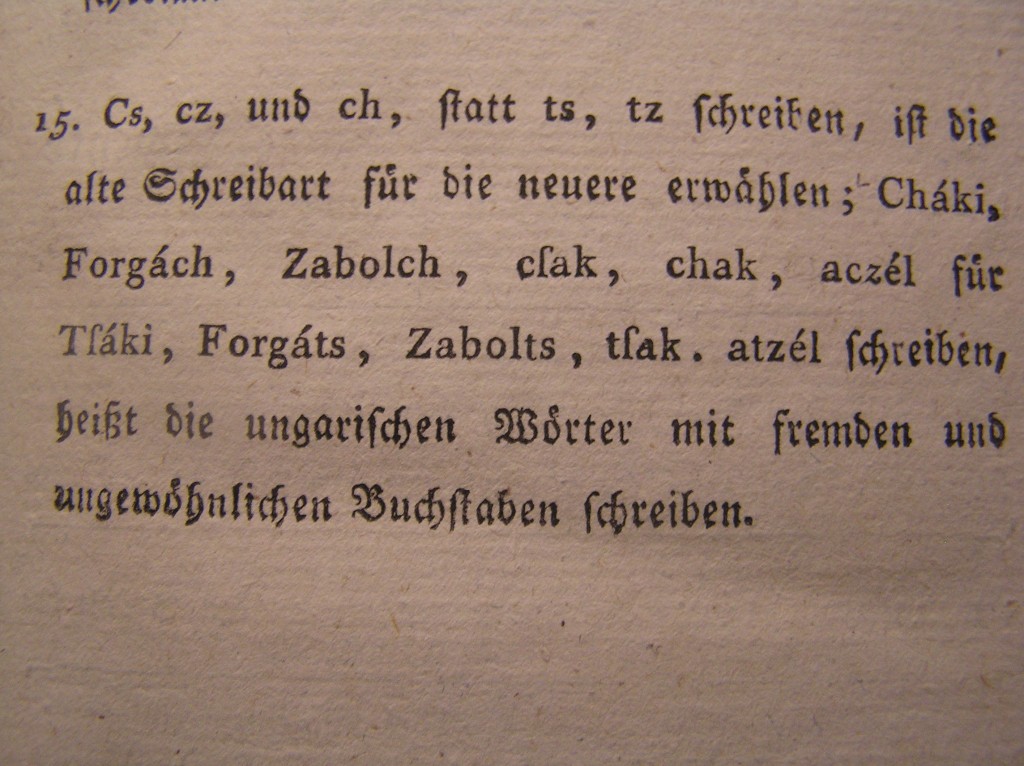 15. Cs, cz, und ch, ſtatt ts, tz ſchreiben, iſt die
alte Schreibart für die neuere erwählen; Cháki,
Forgách, Zabolch, cſak, chak, aczél für
Tſáki, Forgáts, Zabolts, tſak. atzél ſchreiben,
heißt die ungariſchen Wörter mit fremden und
ungewöhnlichen Buchſtaben ſchreiben.